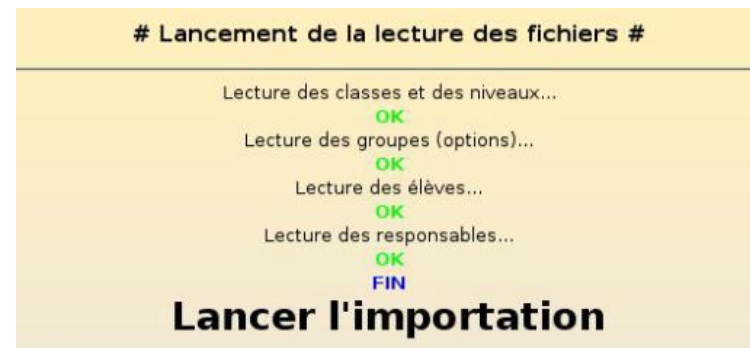 # Lancement de la lecture des fichiers #
Lecture des classes et des niveaux...
OK
Lecture des groupes (options)...
OK
Lecture des élèves...
OK
Lecture des responsables...
OK
FIN
Lancer l'importation